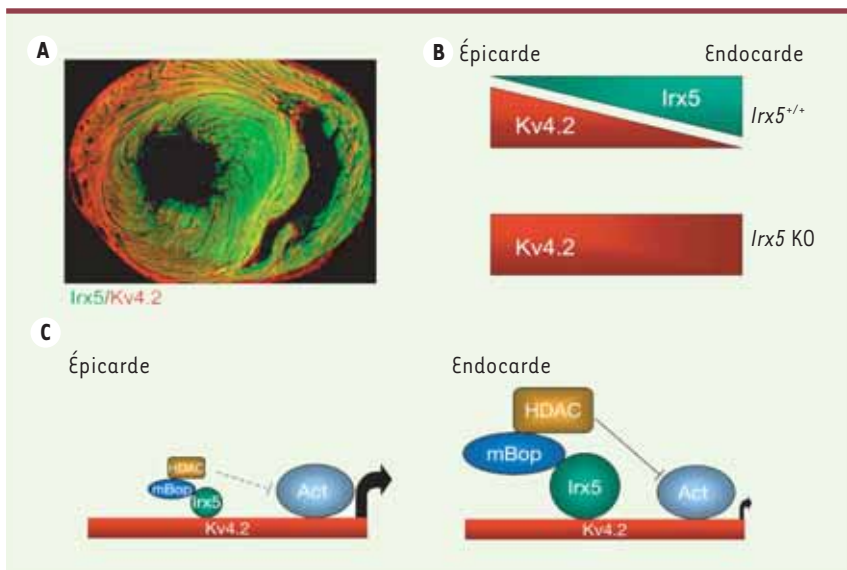 A
B Épicarde Endocarde
Irx5
Kv4.2
Irx5+/+
Kv4.2
Irx5 KO
Irx5/Kv4.2
C
Épicarde Endocarde
HDAC
mBop
Irx5
Act
Kv4.2
HDAC
mBop
Irx5
Act
Kv4.2